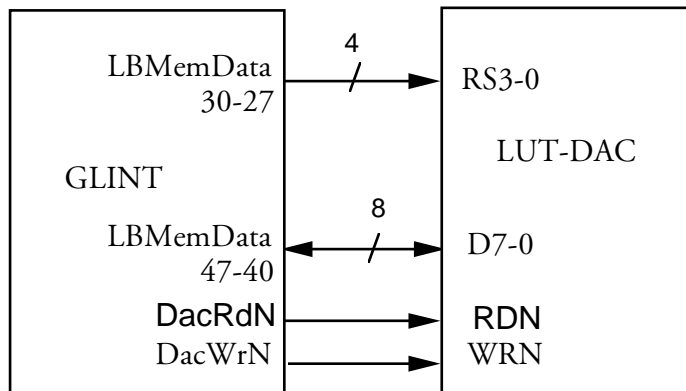 LBMemData
30-27
4
RS3-0
GLINT
LUT-DAC
LBMemData
47-40
8
D7-0
DacRdN
RDN
DacWrN
WRN